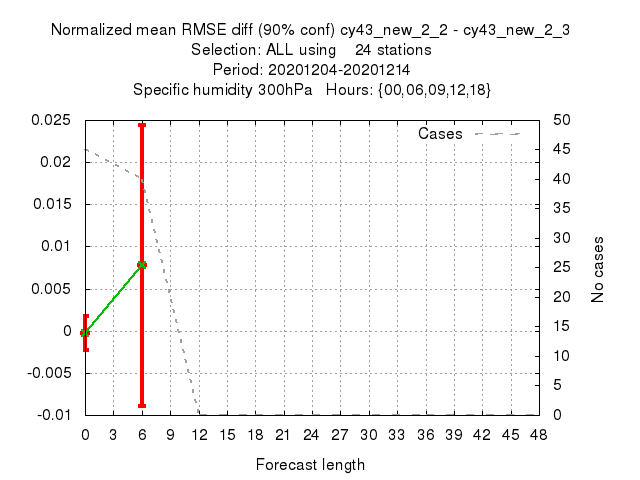 Normalized mean RMSE diff (90% conf) cy43_new_2_2 - cy43_new_2_3
Selection: ALL using 24 stations
Period: 20201204-20201214
Specific humidity 300hPa Hours: {00,06,09,12,18}
Cases
0.025
0.02
0.015
0.01
0.005
0
-0.005
-0.01
50
45
40
35
30
25
20
15
10
5
0
No cases
0 3 6 9 12 15 18 21 24 27 30 33 36 39 42 45 48
Forecast length